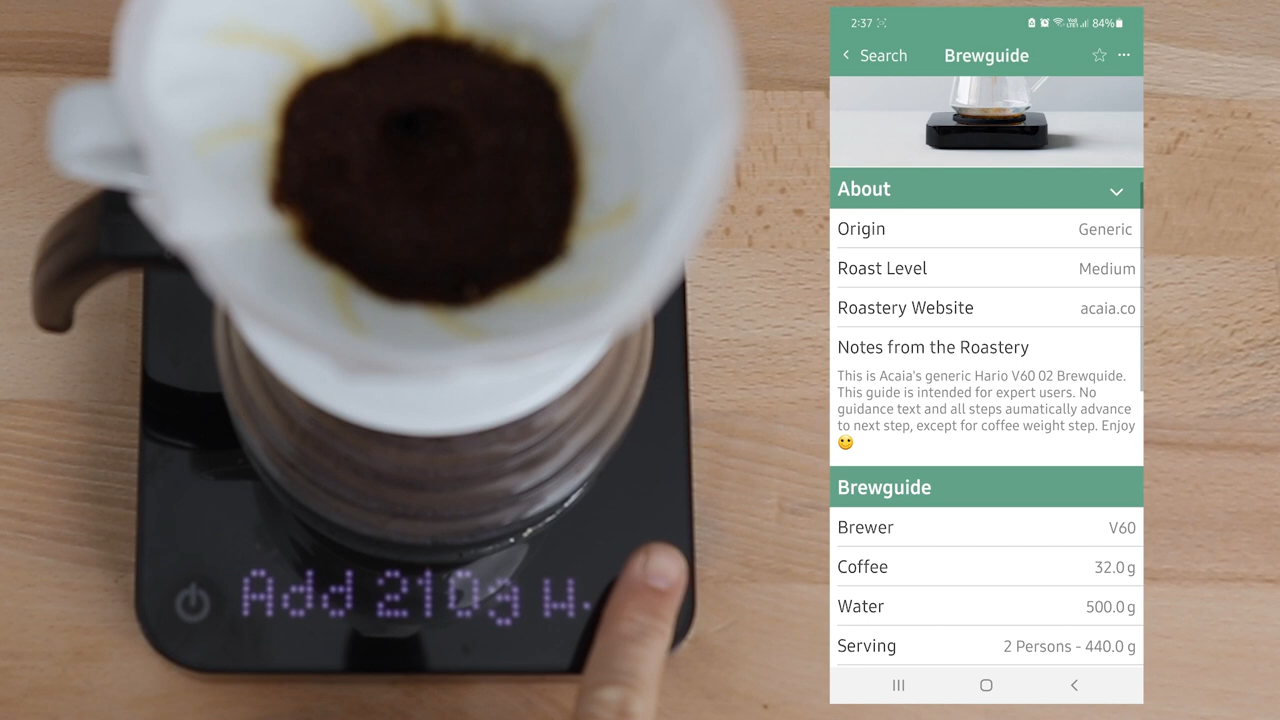 Add 210g W.
2:37 84%
Search Brewguide
About
Origin Generic
Roast Level Medium
Roastery Website acaia.co
Notes from the Roastery
This is Acaia's generic Hario V60 02 Brewguide.
This guide is intended for expert users. No
guidance text and all steps aumatically advance
to next step, except for coffee weight step. Enjoy
Brewguide
Brewer V60
Coffee 32.0 g
Water 500.0 g
Serving 2 Persons - 440.0 g